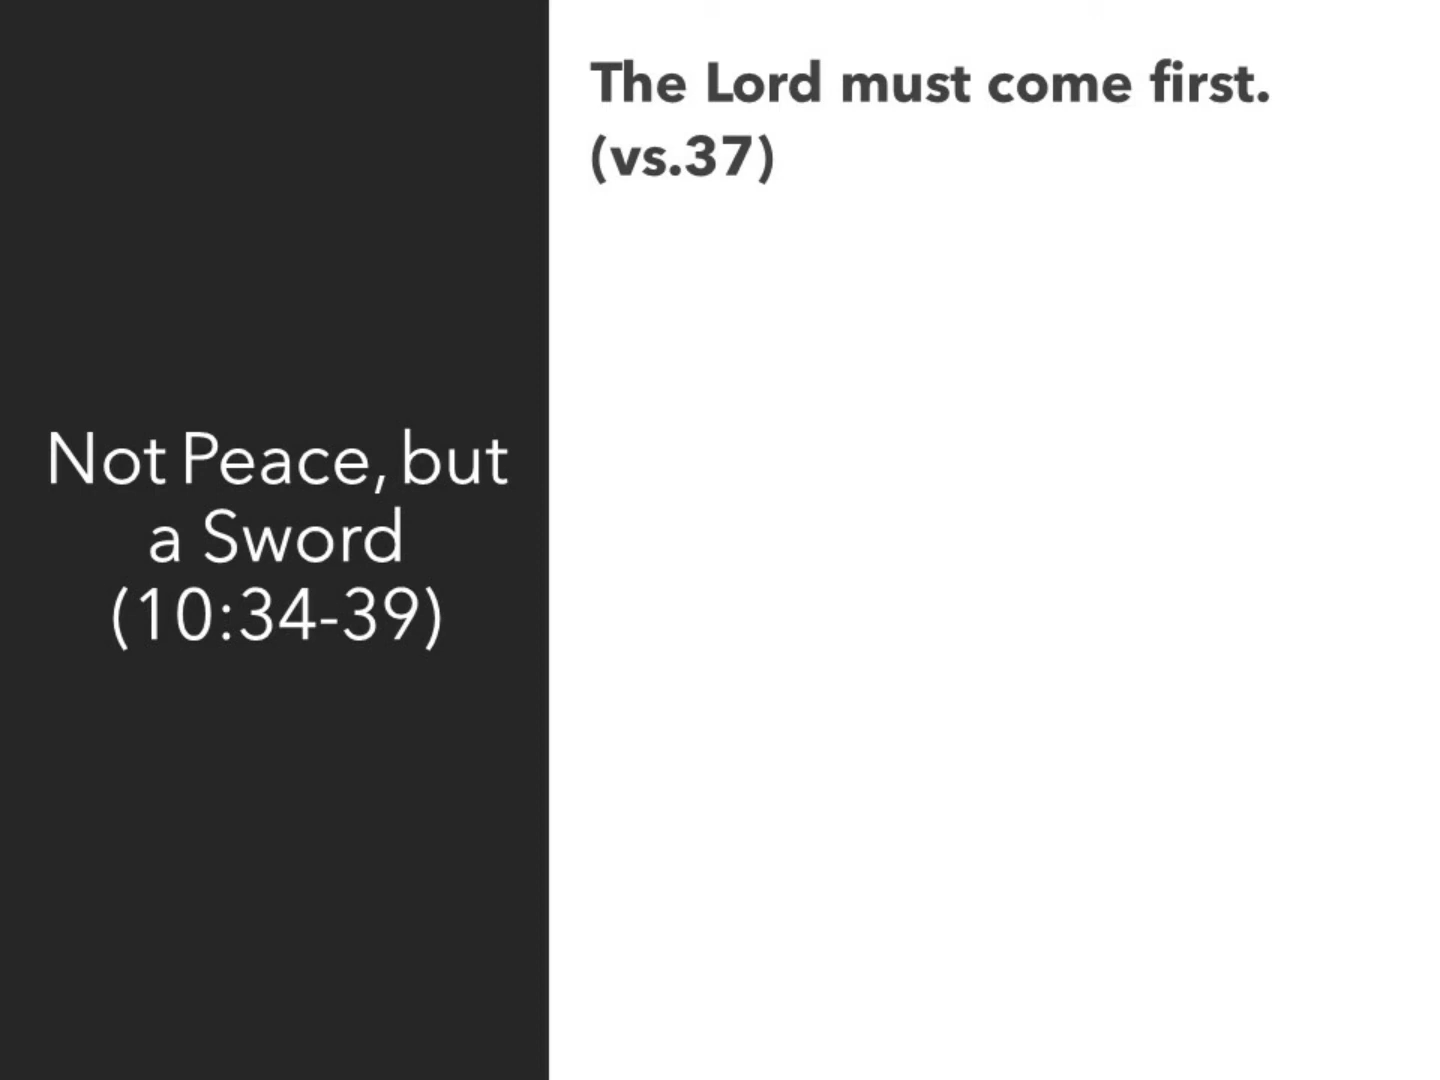 Not Peace, but
a Sword
(10:34-39)
The Lord must come first.
(vs.37)